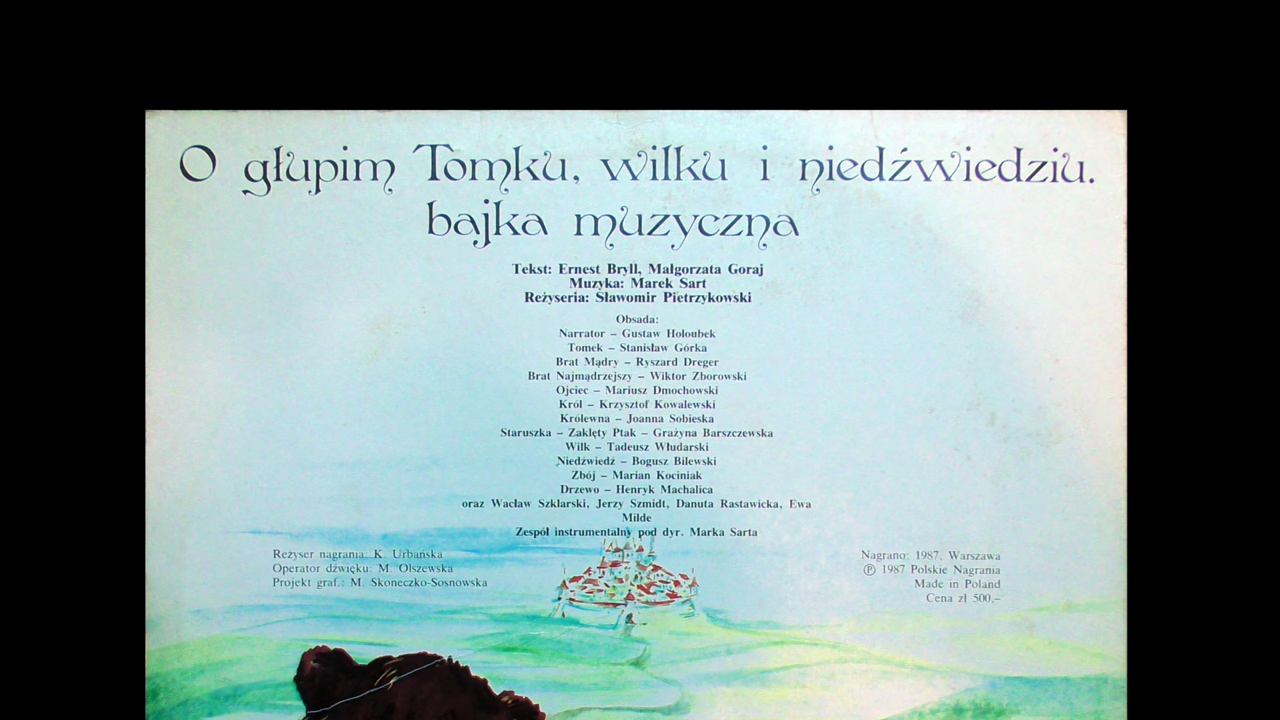 O głupim Tomku, wilku i niedźwiedziu.
bajka muzyczna
Tekst: Ernest Bryll, Małgorzata Goraj
Muzyka: Marek Sart
Reżyseria: Sławomir Pietrzykowski
Obsada:
Narrator – Gustaw Holoubek
Tomek – Stanisław Górka
Brat Mądry – Ryszard Dreger
Brat Najmądrzejszy – Wiktor Zborowski
Ojciec – Mariusz Dmochowski
Król – Krzysztof Kowalewski
Królewna – Joanna Sobieska
Staruszka – Zaklęty Ptak – Grażyna Barszczewska
Wilk – Tadeusz Włudarski
Niedźwiedź – Bogusz Bilewski
Zbój – Marian Kociniak
Drzewo – Henryk Machalica
oraz Wacław Szklarski, Jerzy Szmidt, Danuta Rastawicka, Ewa
Milde
Zespół instrumentalny pod dyr. Marka Sarta
Reżyser nagrania: K. Urbańska
Operator dźwięku: M. Olszewska
Projekt graf.: M. Skoneczko-Sosnowska
Nagrano: 1987, Warszawa
Ⓟ 1987 Polskie Nagrania
Made in Poland
Cena zł 500,–